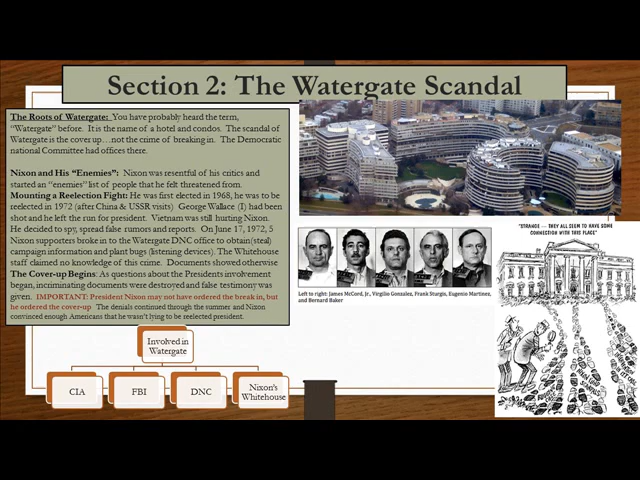 Section 2: The Watergate Scandal
The Roots of Watergate: You have probably heard the term,
"Watergate" before. It is the name of a hotel and condos. The scandal of
Watergate is the cover up…not the crime of breaking in. The Democratic
national Committee had offices there.
Nixon and His "Enemies": Nixon was resentful of his critics and
started an "enemies" list of people that he felt threatened from.
Mounting a Reelection Fight: He was first elected in 1968, he was to be
reelected in 1972 (after China & USSR visits) George Wallace (I) had been
shot and he left the run for president. Vietnam was still hurting Nixon.
He decided to spy, spread false rumors and reports. On June 17, 1972, 5
Nixon supporters broke in to the Watergate DNC office to obtain(steal)
campaign information and plant bugs (listening device). The Whitehouse
staff claimed no knowledge of this crime. Documents showed otherwise
The Cover-up Begins: As questions about the Presidents involvement
began, incriminating documents were destroyed and false testimony was
given. IMPORTANT: President Nixon may not have ordered the break in, but
he ordered the cover-up. The denials continued through the summer and Nixon
convinced enough Americans that he wasn't lying to be reelected president.
Left to right: James McCord, Jr., Virgilio Gonzalez, Frank Sturgis, Eugenio Martinez,
and Bernard Baker
"STRANGE — THEY ALL SEEM TO HAVE SOME
CONNECTION WITH THIS PLACE"
Involved in
Watergate
CIA
FBI
DNC
Nixon's
Whitehouse